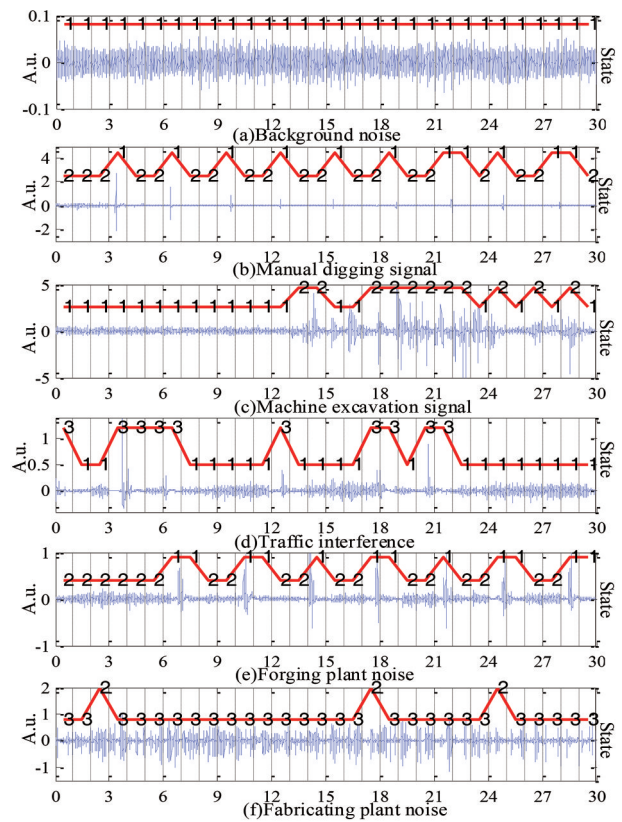 0.1
1 1 1 1 1 1 1 1 1 1 1 1 1 1 1 1 1 1 1 1 1 1 1 1 1 1 1 1 1 1
A.u.
0
State
-0.1
0 3 6 9 12 15 18 21 24 27 30
(a)Background noise
4
2 2 2 1 2 2 1 2 2 1 2 2 1 2 2 1 2 2 1 2 2 1 1 2 1 2 2 1 1 2
2
A.u.
0
State
-2
0 3 6 9 12 15 18 21 24 27 30
(b)Manual digging signal
5
1 1 1 1 1 1 1 1 1 1 1 1 1 2 2 1 1 2 2 2 2 2 2 1 2 1 2 1 2 1
A.u.
0
State
-5
0 3 6 9 12 15 18 21 24 27 30
(c)Machine excavation signal
3 1 1 3 3 3 3 1 1 1 1 1 3 1 1 1 1 3 3 1 3 3 1 1 1 1 1 1 1 1
1
A.u.
0.5
State
0
0 3 6 9 12 15 18 21 24 27 30
(d)Traffic interference
1
2 2 2 2 2 2 1 1 2 2 1 1 2 2 1 2 2 1 1 2 2 1 2 2 1 1 2 2 1 1
A.u.
0
State
-1
0 3 6 9 12 15 18 21 24 27 30
(e)Forging plant noise
2
3 3 2 3 3 3 3 3 3 3 3 3 3 3 3 3 3 2 3 3 3 3 3 3 2 3 3 3 3 3
1
A.u.
0
State
-1
0 3 6 9 12 15 18 21 24 27 30
(f)Fabricating plant noise